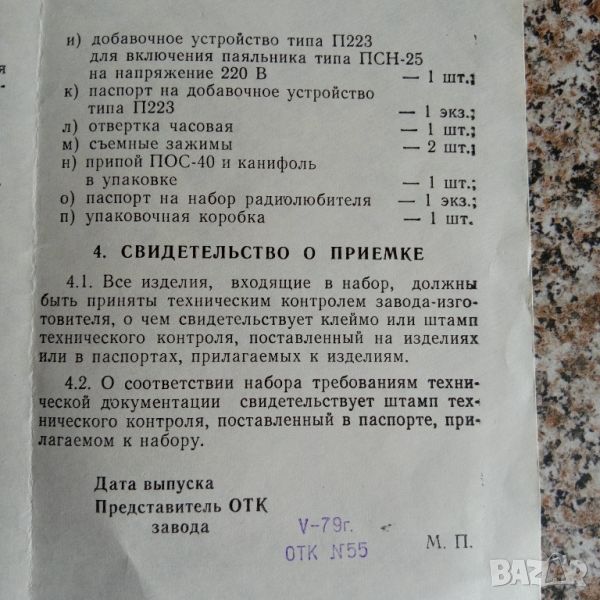 и) добавочное устройство типа П223
для включения паяльника типа ПСН-25
на напряжение 220 В — 1 шт.;
к) паспорт на добавочное устройство
типа П223 — 1 экз.;
л) отвертка часовая — 1 шт.;
м) съемные зажимы — 2 шт.;
н) припой ПОС-40 и канифоль
в упаковке — 1 шт.;
о) паспорт на набор радиолюбителя — 1 экз.;
п) упаковочная коробка — 1 шт.
4. СВИДЕТЕЛЬСТВО О ПРИЕМКЕ
4.1. Все изделия, входящие в набор, должны
быть приняты техническим контролем завода-изго-
товителя, о чем свидетельствует клеймо или штамп
технического контроля, поставленный на изделиях
или в паспортах, прилагаемых к изделиям.
4.2. О соответствии набора требованиям техни-
ческой документации свидетельствует штамп тех-
нического контроля, поставленный в паспорте, при-
лагаемом к набору.
Дата выпуска
Представитель ОТК
завода
V-79г.
ОТК №55
М. П.
BAZAR